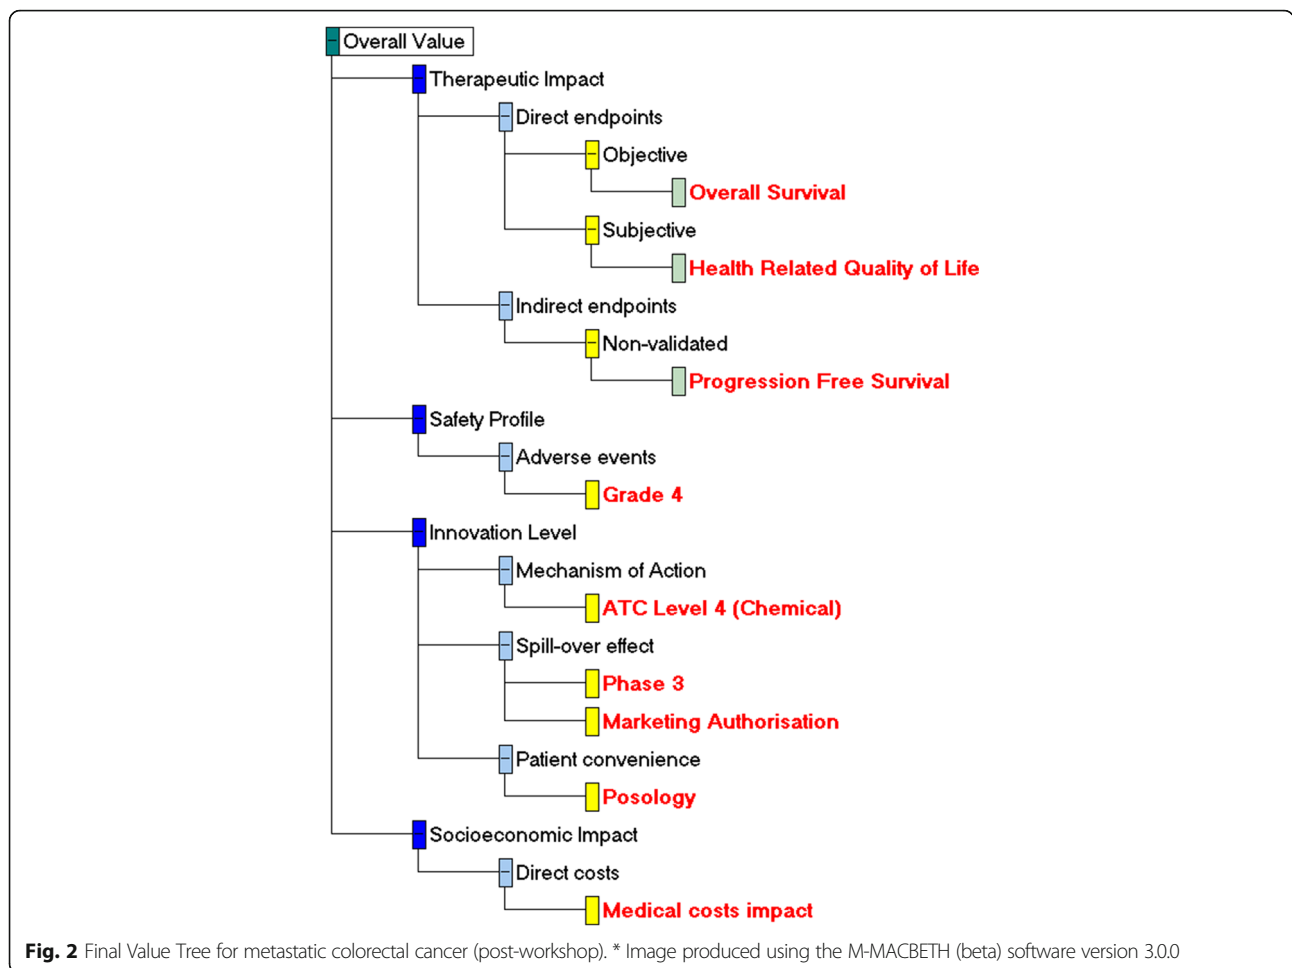 Overall Value
Therapeutic Impact
Direct endpoints
Objective
Overall Survival
Subjective
Health Related Quality of Life
Indirect endpoints
Non-validated
Progression Free Survival
Safety Profile
Adverse events
Grade 4
Innovation Level
Mechanism of Action
ATC Level 4 (Chemical)
Spill-over effect
Phase 3
Marketing Authorisation
Patient convenience
Posology
Socioeconomic Impact
Direct costs
Medical costs impact
Fig. 2 Final Value Tree for metastatic colorectal cancer (post-workshop). * Image produced using the M-MACBETH (beta) software version 3.0.0